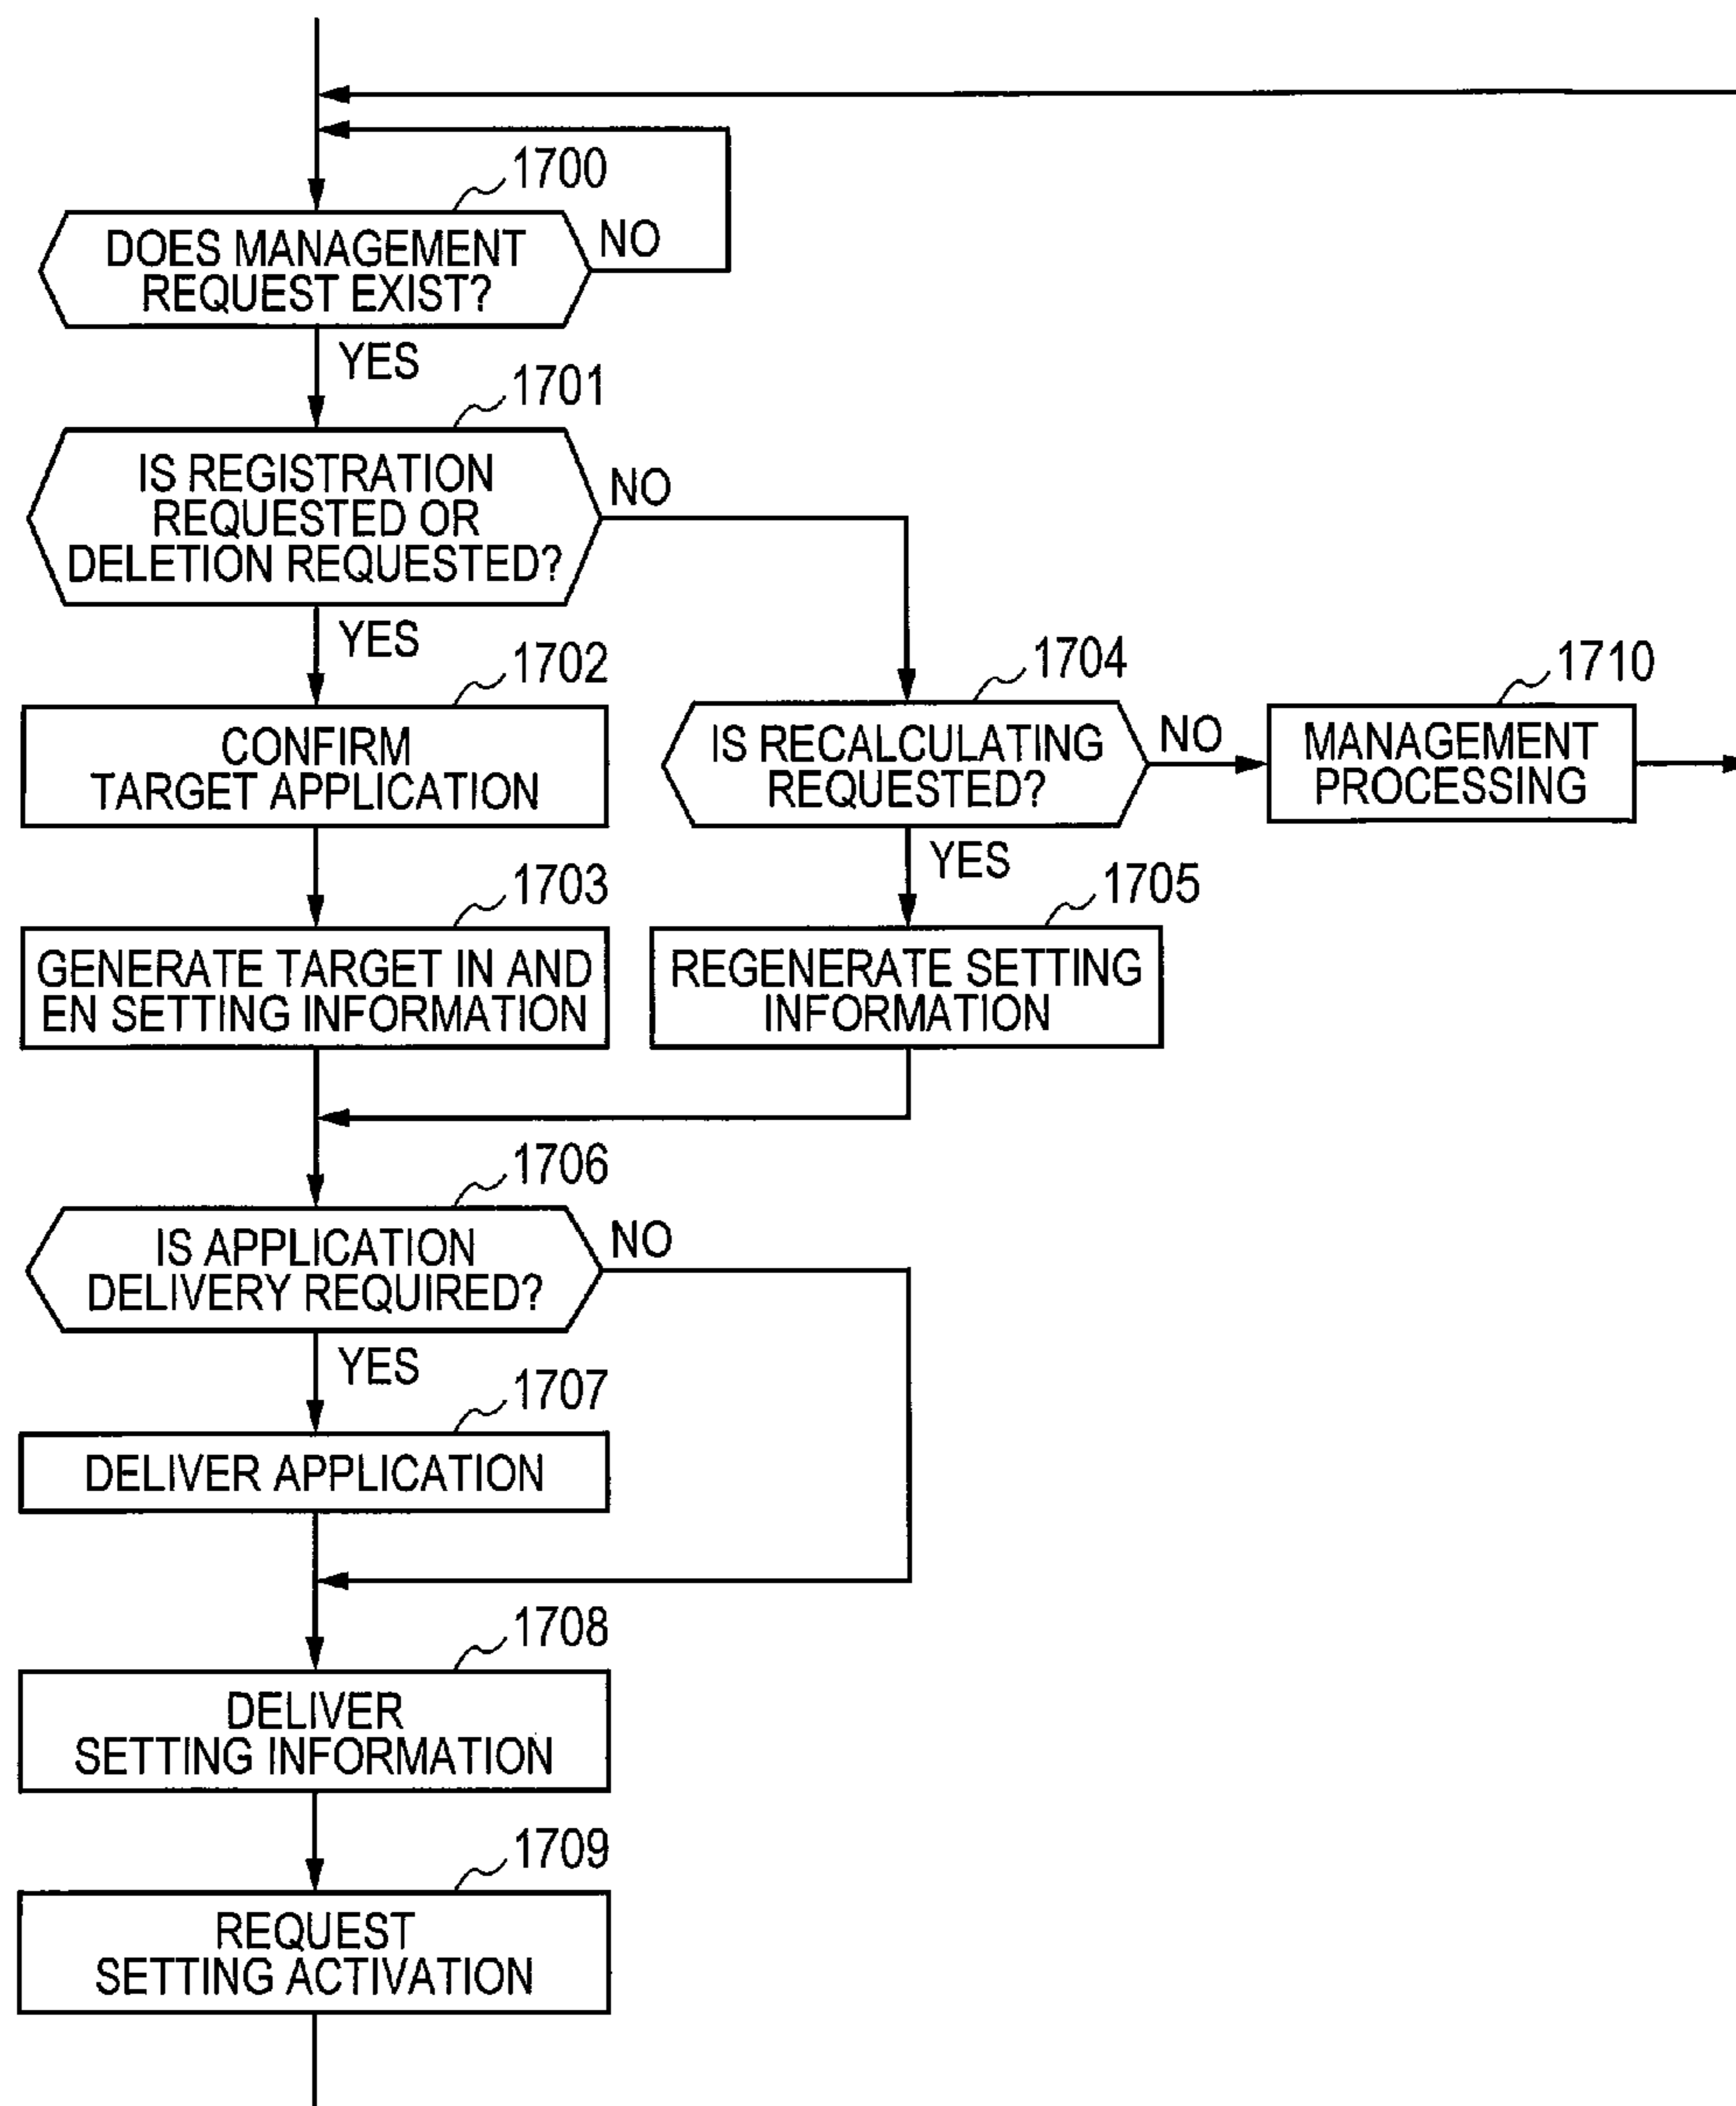 1700
DOES MANAGEMENT
REQUEST EXIST?
NO
YES
1701
IS REGISTRATION
REQUESTED OR
DELETION REQUESTED?
NO
YES
1702
CONFIRM
TARGET APPLICATION
1704
IS RECALCULATING
REQUESTED?
NO
1710
MANAGEMENT
PROCESSING
YES
1703
GENERATE TARGET IN AND
EN SETTING INFORMATION
1705
REGENERATE SETTING
INFORMATION
1706
IS APPLICATION
DELIVERY REQUIRED?
NO
YES
1707
DELIVER APPLICATION
1708
DELIVER
SETTING INFORMATION
1709
REQUEST
SETTING ACTIVATION